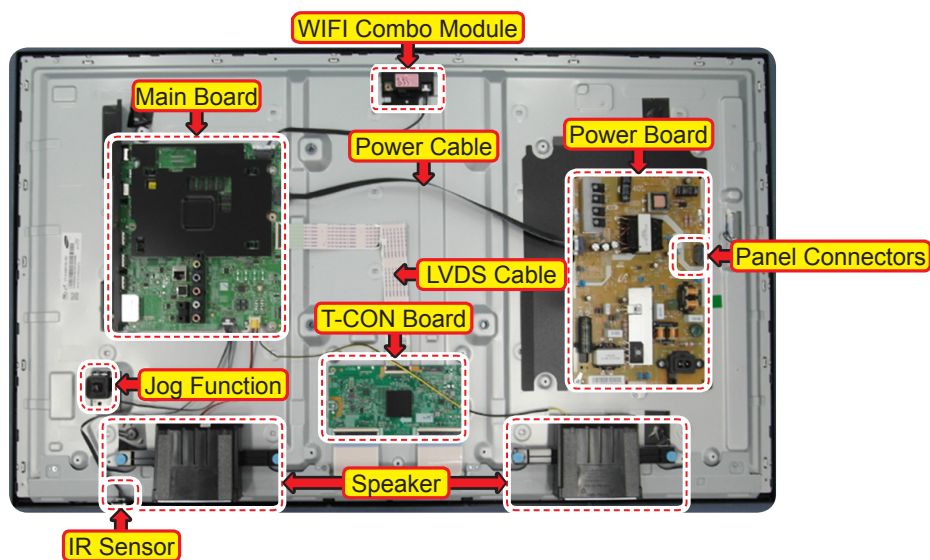 WIFI Combo Module
Main Board
Power Board
Power Cable
Panel Connectors
LVDS Cable
T-CON Board
Jog Function
Speaker
IR Sensor